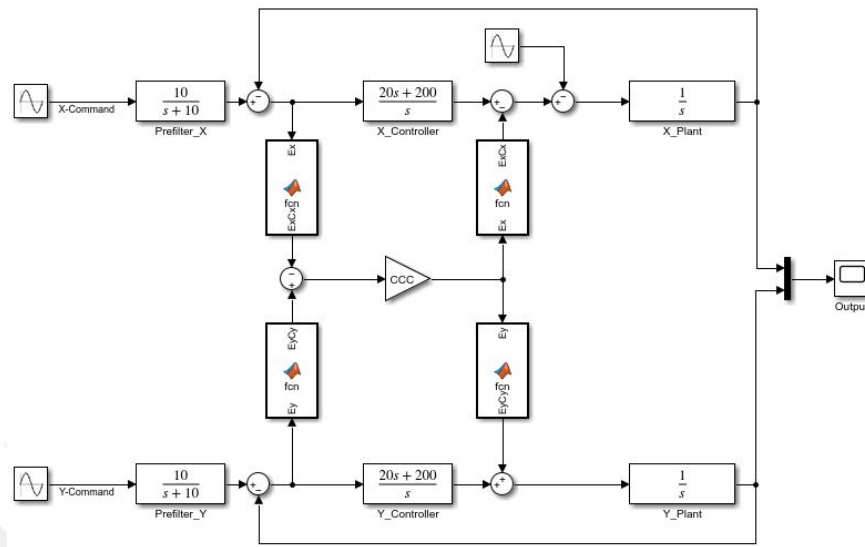 X-Command
10
s + 10
Prefilter_X
+
−
20s + 200
s
X_Controller
+
−
+
−
1
s
X_Plant
Ex
fcn
ExCx
ExCx
fcn
Ex
−
+
CCC
EyCy
fcn
Ey
Ey
fcn
EyCy
Output
Y-Command
10
s + 10
Prefilter_Y
+
−
20s + 200
s
Y_Controller
+
+
1
s
Y_Plant